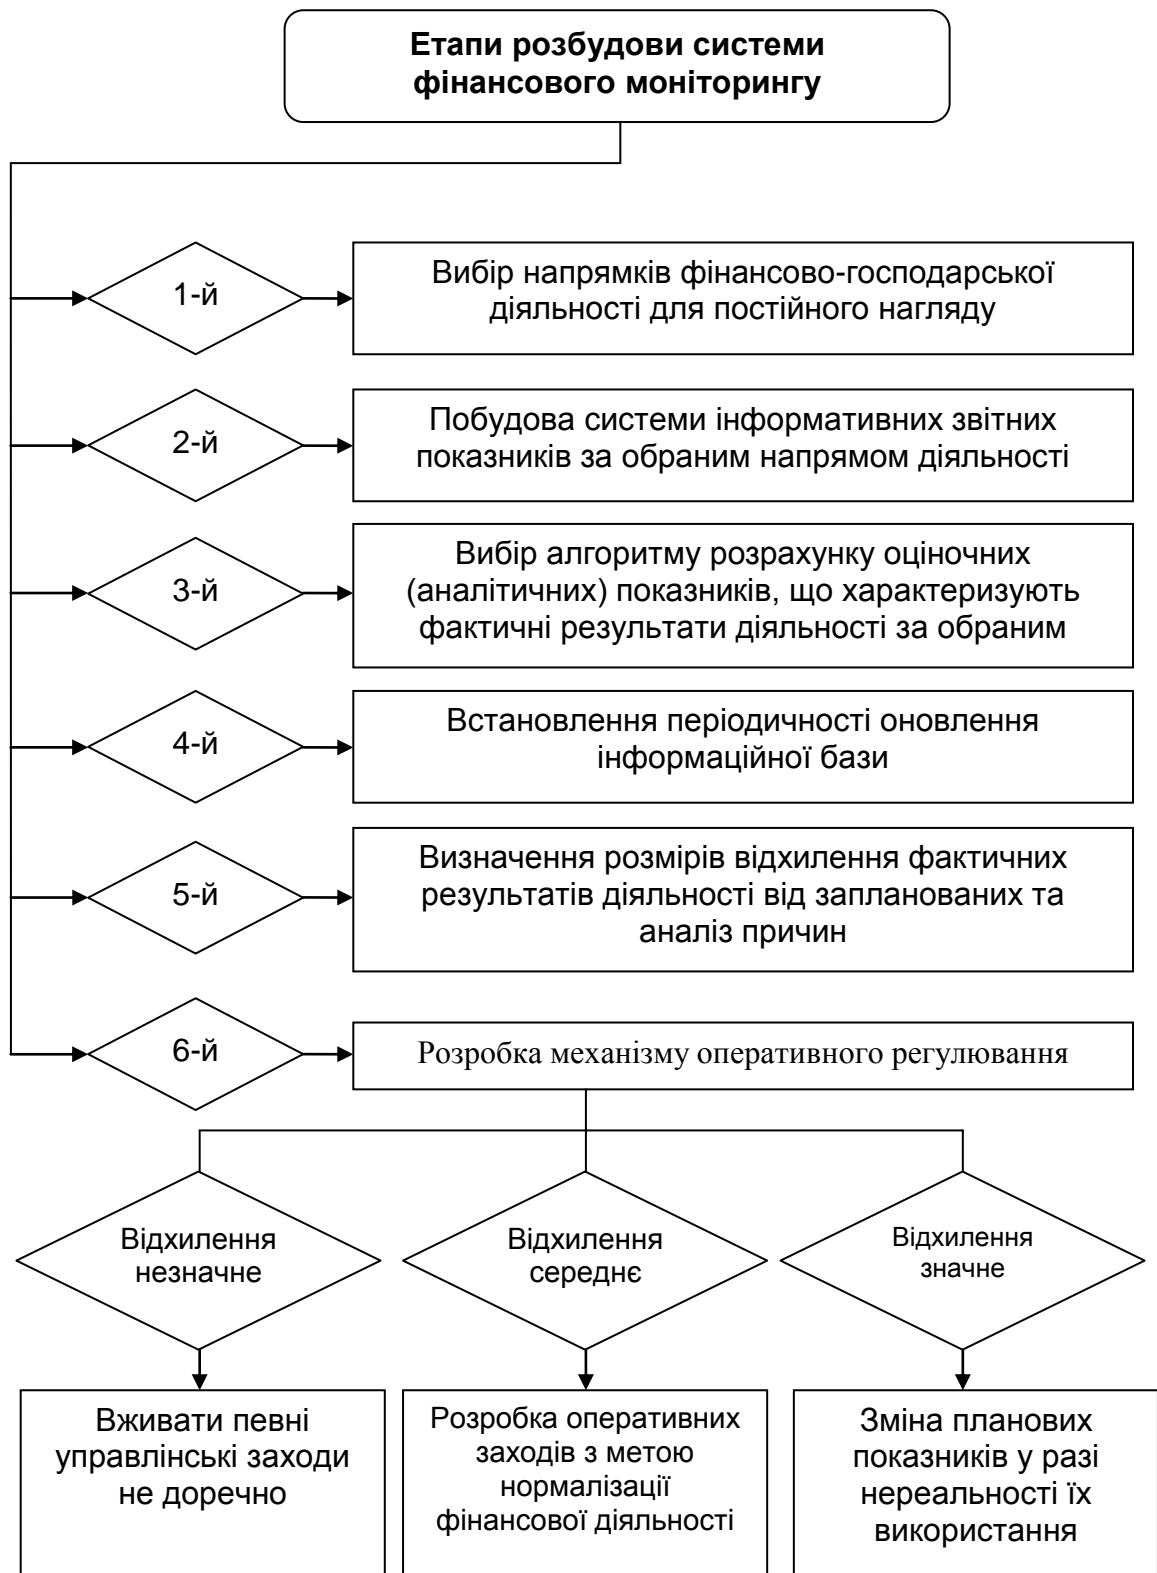 Етапи розбудови системи
фінансового моніторингу
1-й
Вибір напрямків фінансово-господарської
діяльності для постійного нагляду
2-й
Побудова системи інформативних звітних
показників за обраним напрямом діяльності
3-й
Вибір алгоритму розрахунку оціночних
(аналітичних) показників, що характеризують
фактичні результати діяльності за обраним
4-й
Встановлення періодичності оновлення
інформаційної бази
5-й
Визначення розмірів відхилення фактичних
результатів діяльності від запланованих та
аналіз причин
6-й
Розробка механізму оперативного регулювання
Відхилення
незначне
Відхилення
середнє
Відхилення
значне
Вживати певні
управлінські заходи
не доречно
Розробка оперативних
заходів з метою
нормалізації
фінансової діяльності
Зміна планових
показників у разі
нереальності їх
використання